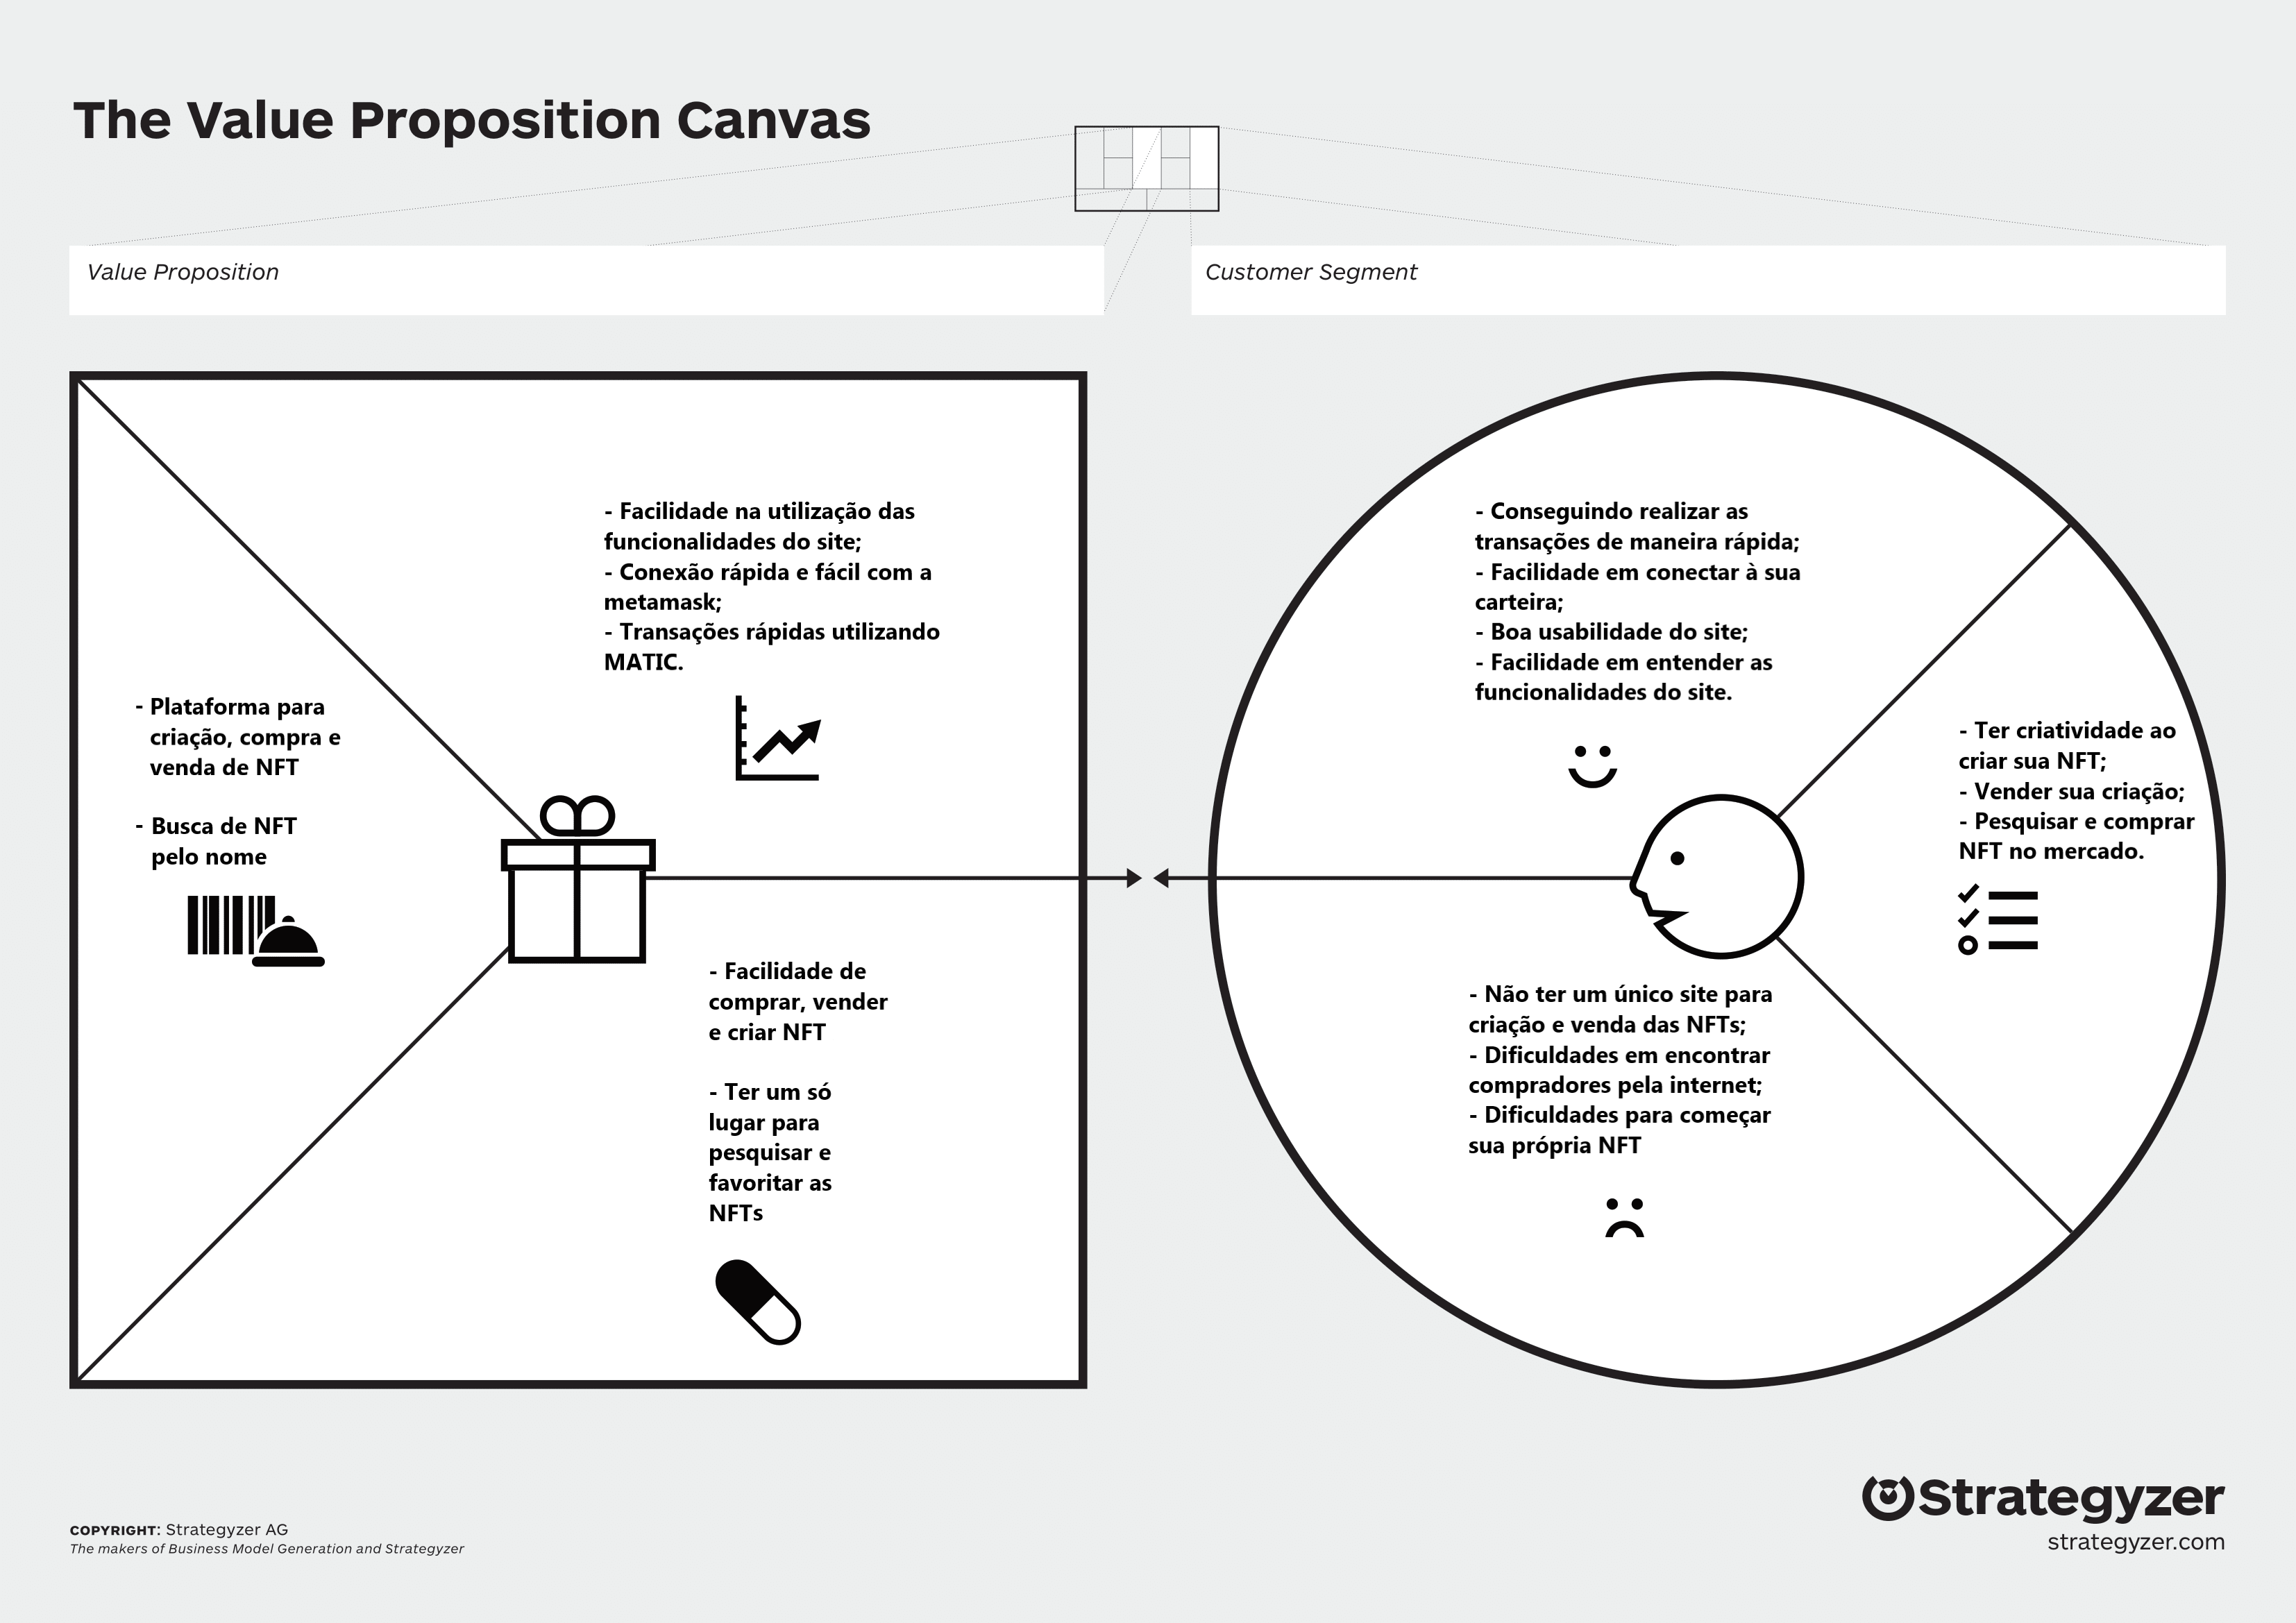 The Value Proposition Canvas
Value Proposition
Customer Segment
- Plataforma para
criação, compra e
venda de NFT
- Busca de NFT
pelo nome
- Facilidade na utilização das
funcionalidades do site;
- Conexão rápida e fácil com a
metamask;
- Transações rápidas utilizando
MATIC.
- Facilidade de
comprar, vender
e criar NFT
- Ter um só
lugar para
pesquisar e
favoritar as
NFTs
- Conseguindo realizar as
transações de maneira rápida;
- Facilidade em conectar à sua
carteira;
- Boa usabilidade do site;
- Facilidade em entender as
funcionalidades do site.
- Ter criatividade ao
criar sua NFT;
- Vender sua criação;
- Pesquisar e comprar
NFT no mercado.
- Não ter um único site para
criação e venda das NFTs;
- Dificuldades em encontrar
compradores pela internet;
- Dificuldades para começar
sua própria NFT
COPYRIGHT: Strategyzer AG
The makers of Business Model Generation and Strategyzer
Strategyzer
strategyzer.com